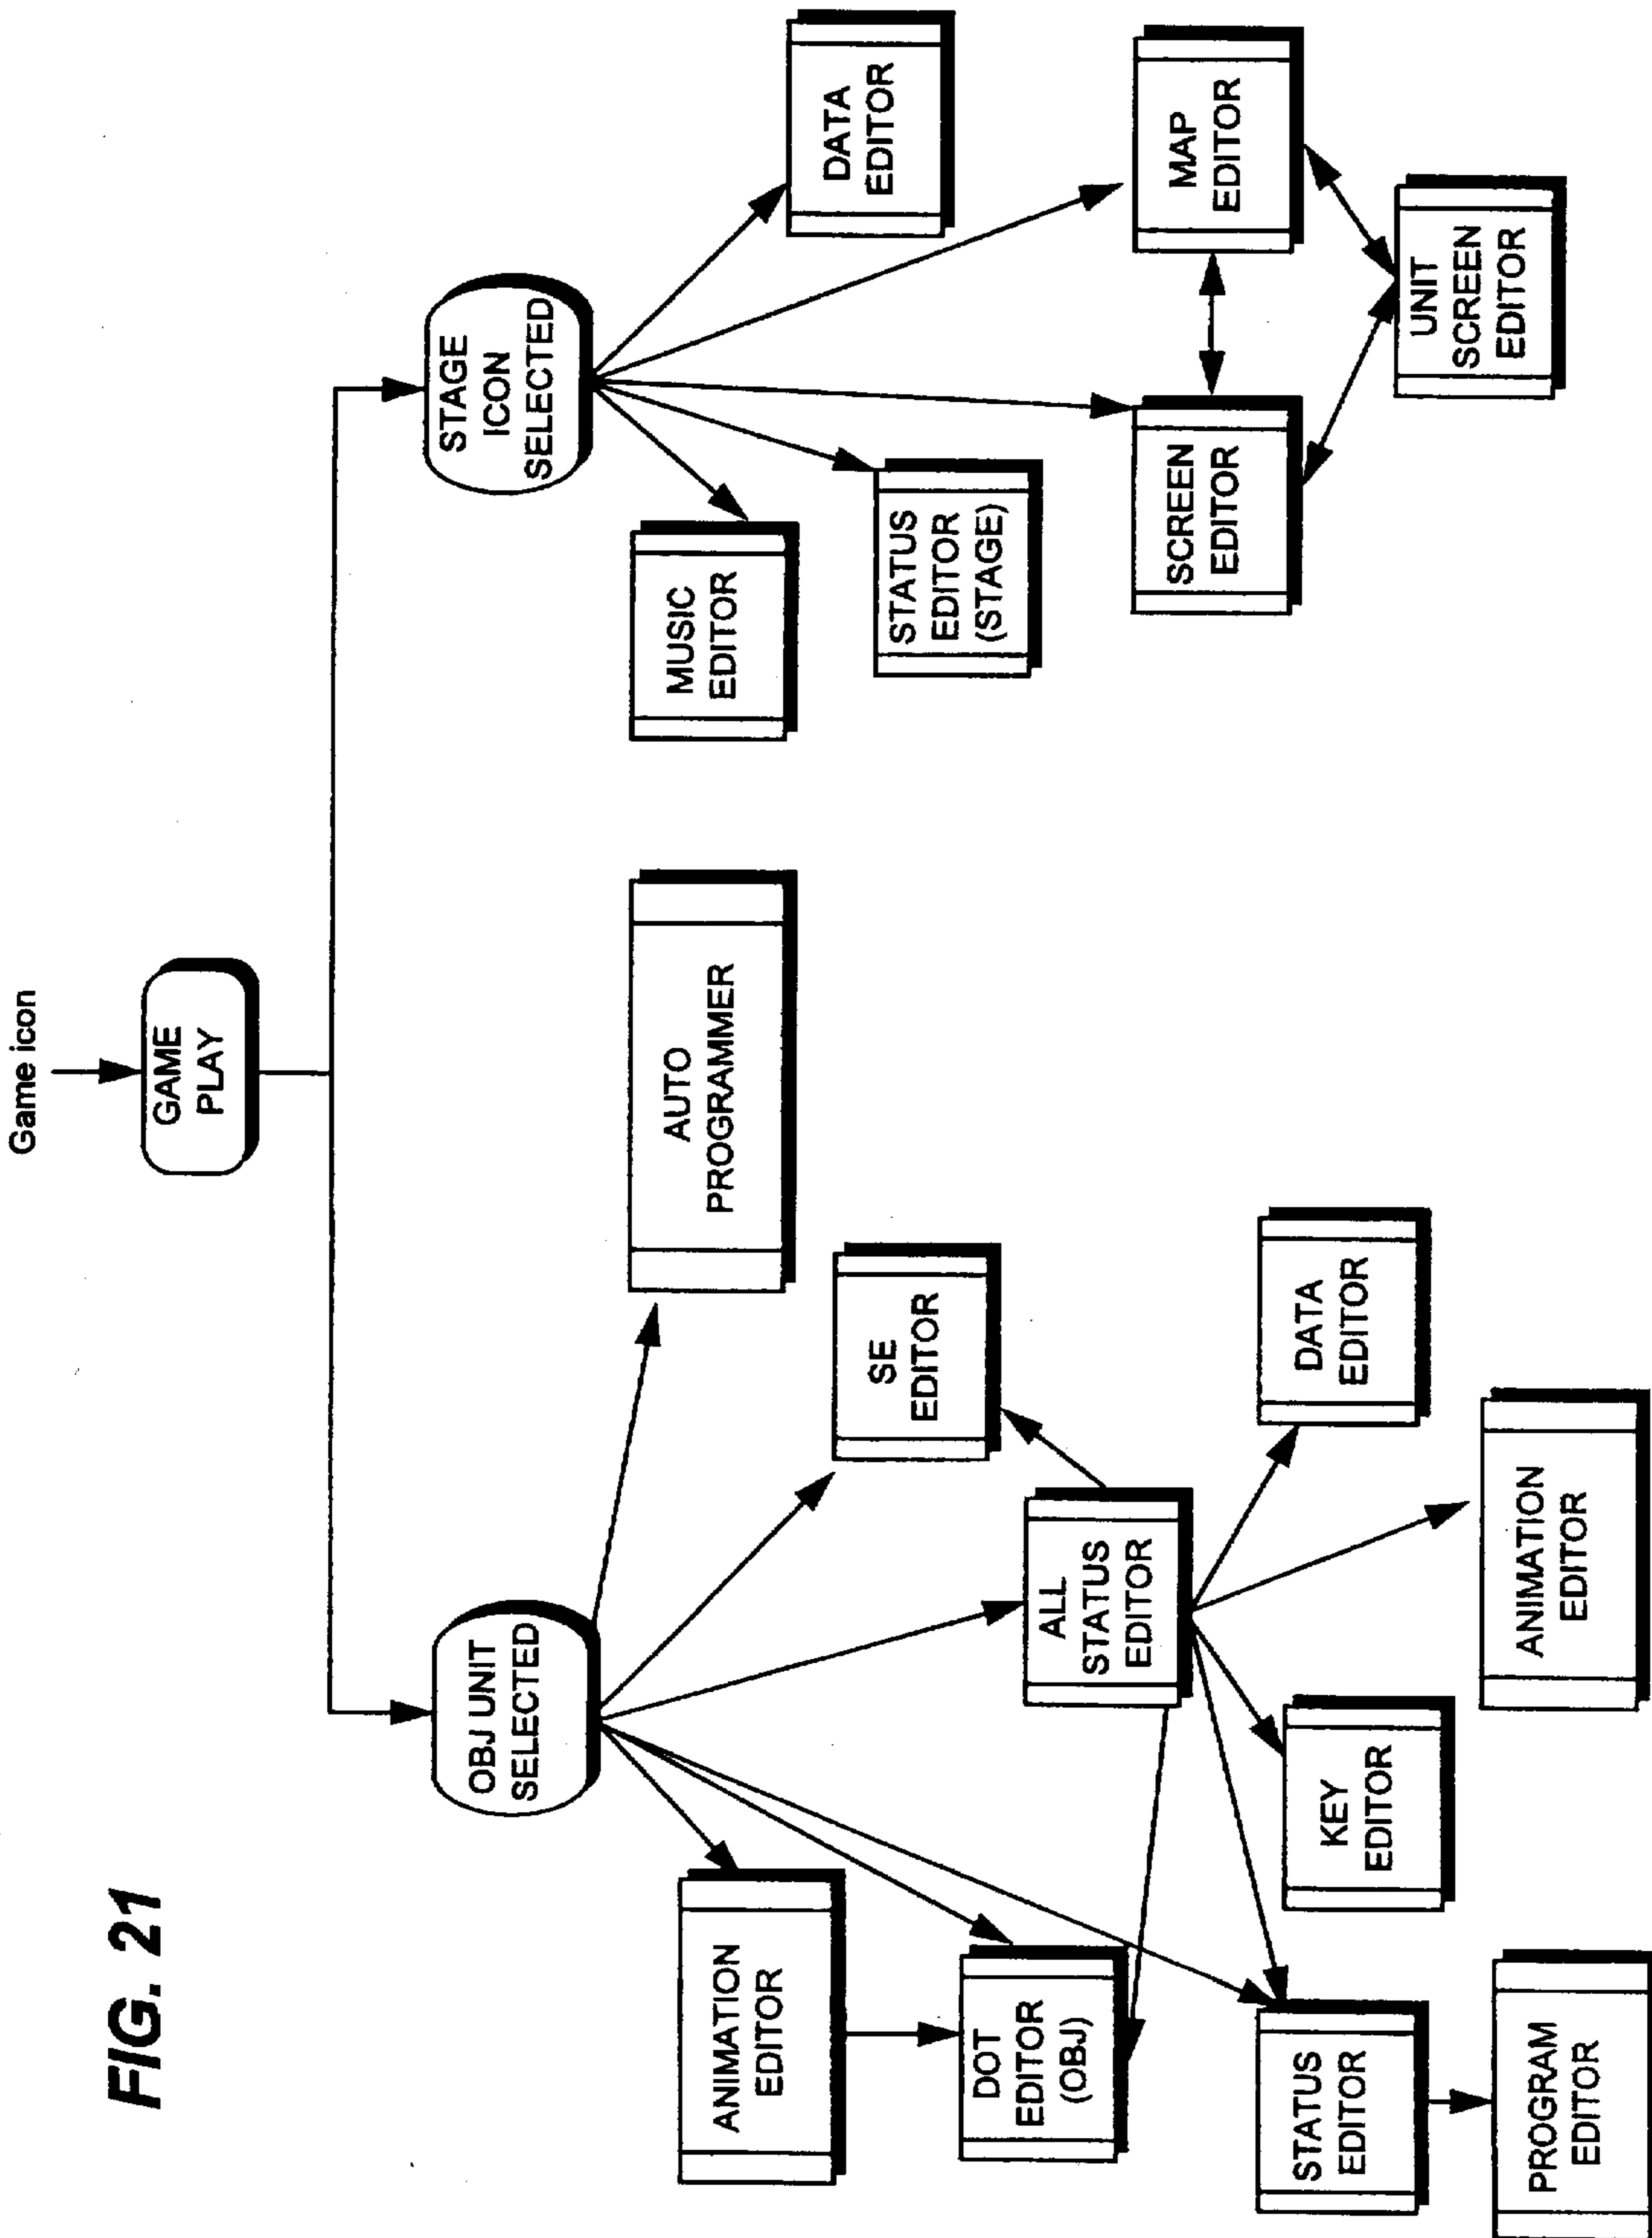 FIG. 21
Game icon
GAME
PLAY
OBJ UNIT
SELECTED
STAGE
ICON
SELECTED
ANIMATION
EDITOR
AUTO
PROGRAMMER
MUSIC
EDITOR
DATA
EDITOR
SE
EDITOR
STATUS
EDITOR
(STAGE)
DOT
EDITOR
(OBJ)
ALL
STATUS
EDITOR
SCREEN
EDITOR
MAP
EDITOR
STATUS
EDITOR
KEY
EDITOR
DATA
EDITOR
UNIT
SCREEN
EDITOR
PROGRAM
EDITOR
ANIMATION
EDITOR